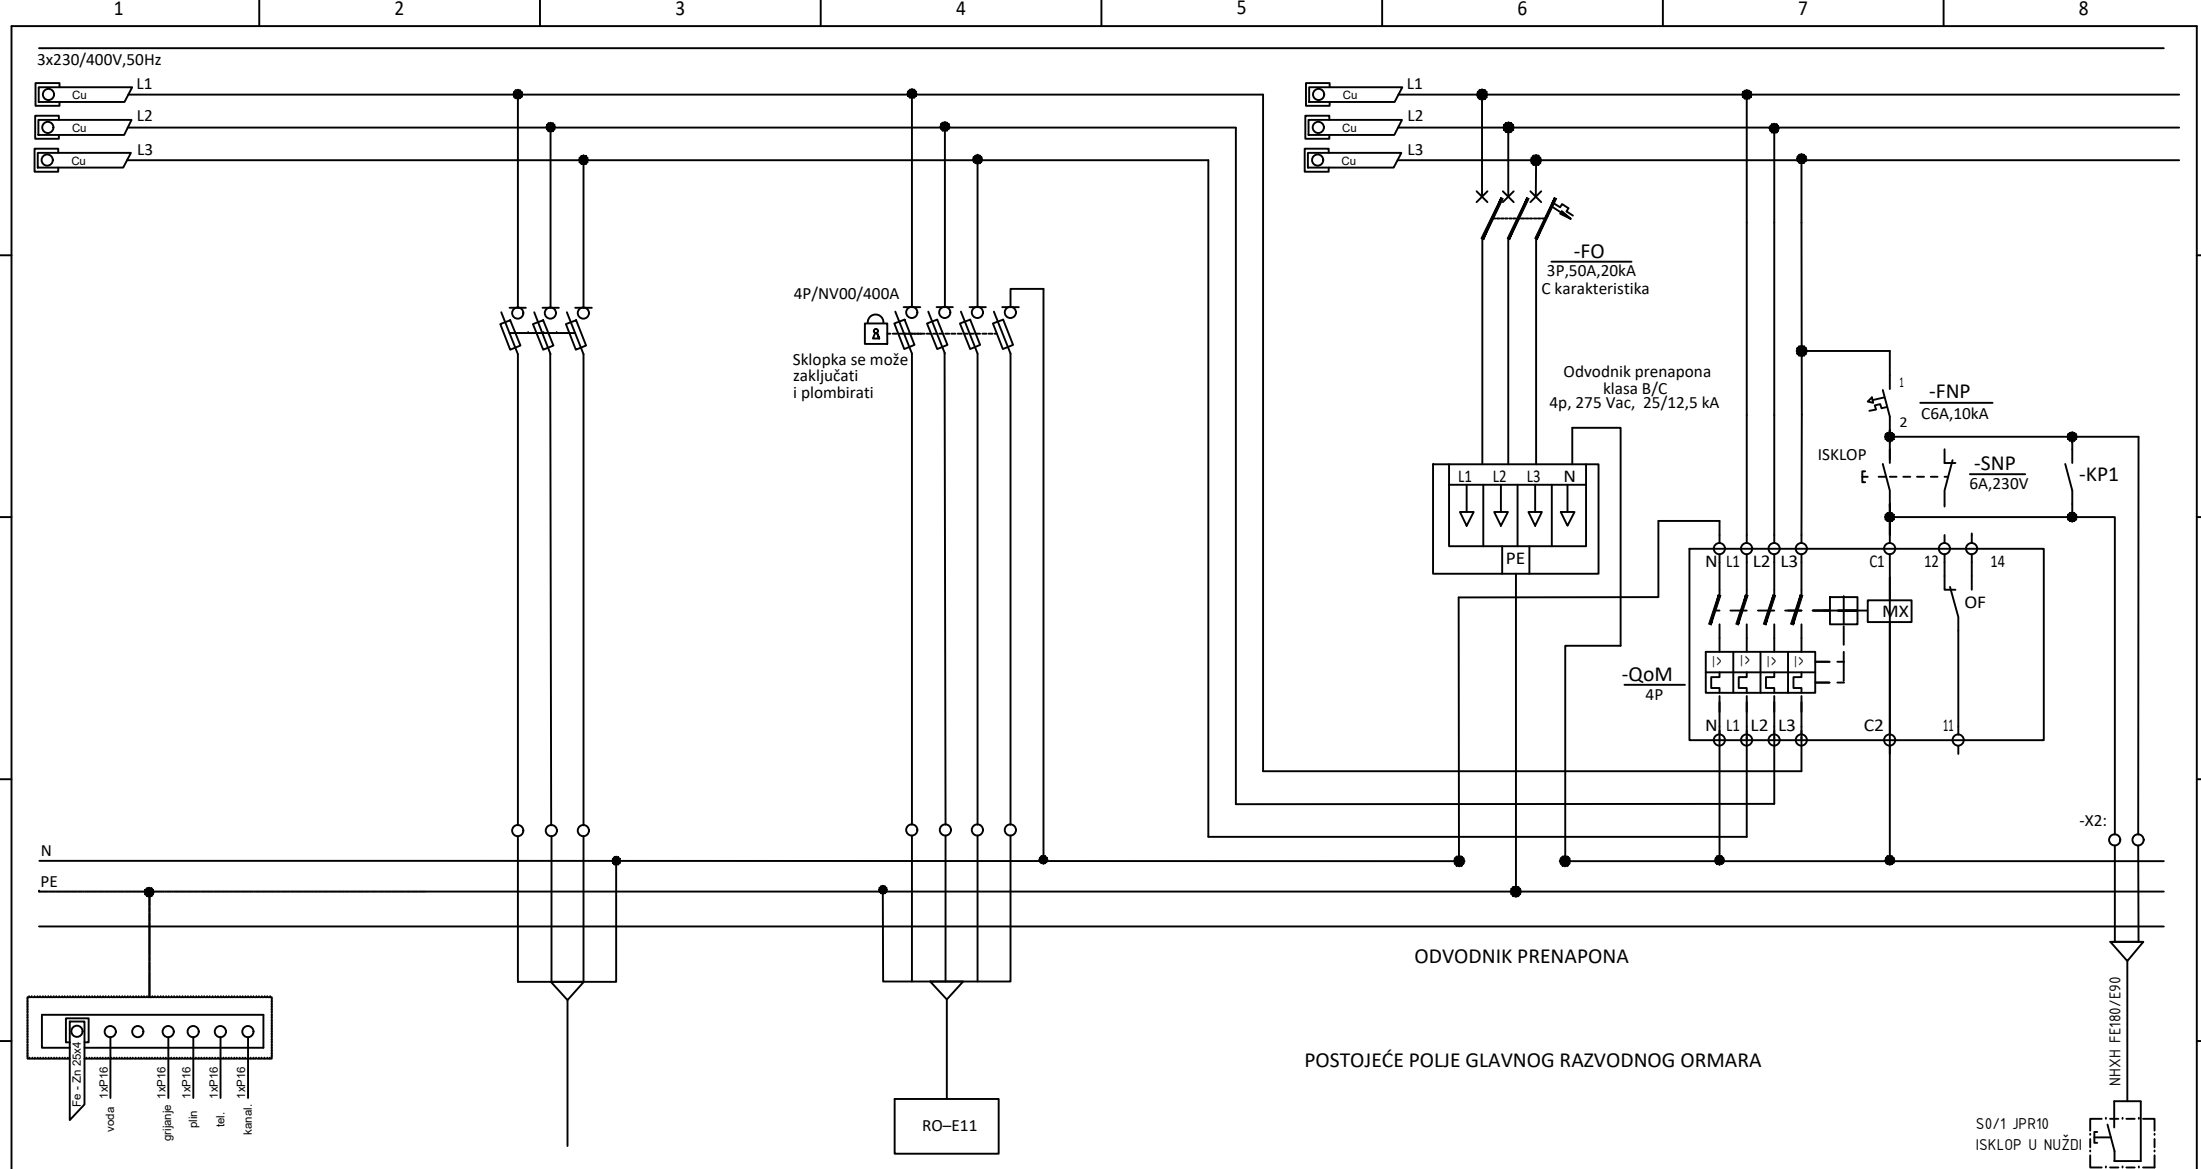 1
2
3
4
5
6
7
8
3x230/400V,50Hz
Cu
L1
Cu
L2
Cu
L3
Cu
L1
Cu
L2
Cu
L3
-FO
3P,50A,20kA
C karakteristika
4P/NV00/400A
8
Sklopka se može
zaključati
i plombirati
Odvodnik prenapona
klasa B/C
4p, 275 Vac, 25/12,5 kA
1
-FNP
C6A,10kA
2
ISKLOP
-SNP
6A,230V
-KP1
L1
L2
L3
N
PE
N
L1
L2
L3
C1
12
14
MX
OF
-QoM
4P
N
L1
L2
L3
C2
11
-X2:
N
PE
ODVODNIK PRENAPONA
POSTOJEĆE POLJE GLAVNOG RAZVODNOG ORMARA
Fe - Zn 25x4
1xP16
voda
1xP16
grijanje
1xP16
plin
1xP16
tel.
1xP16
kanal.
RO–E11
NHXH FE180/E90
S0/1 JPR10
ISKLOP U NUŽDI